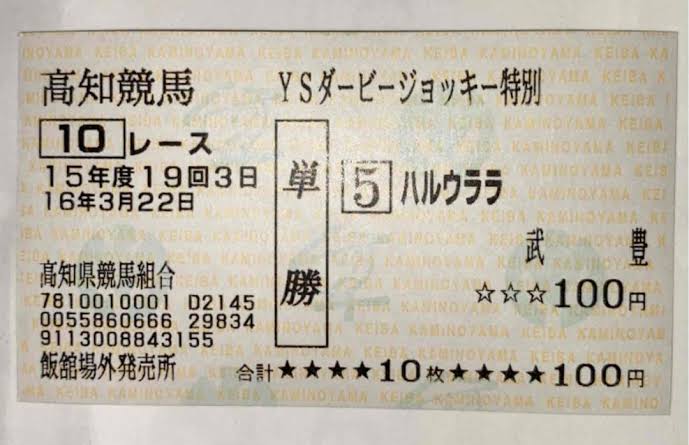 高知競馬
YSダービージョッキー特別
10 レース
15年度19回3日
16年3月22日
単勝
5 ハルウララ
武 豊
☆☆☆100円
高知県競馬組合
7810010001 D2145
0055860666 29834
9113008843155
飯舘場外発売所
合計★★★★10枚★★★★100円
KEIBA KAMINOYAMA